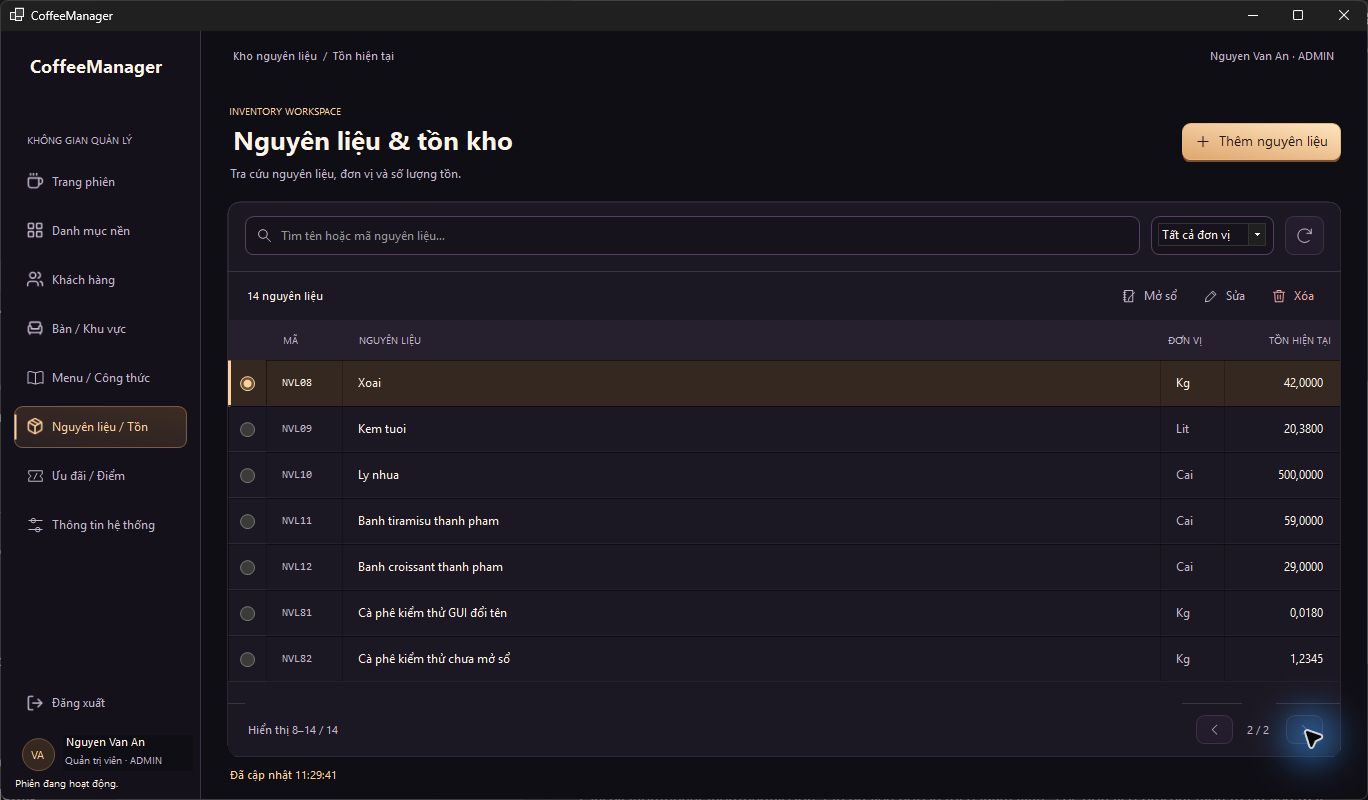 CoffeeManager
CoffeeManager
Kho nguyên liệu / Tồn hiện tại
Nguyen Van An · ADMIN
KHÔNG GIAN QUẢN LÝ
Trang phiên
Danh mục nền
Khách hàng
Bàn / Khu vực
Menu / Công thức
Nguyên liệu / Tồn
Ưu đãi / Điểm
Thông tin hệ thống
Đăng xuất
VA
Nguyen Van An
Quản trị viên · ADMIN
Phiên đang hoạt động.
INVENTORY WORKSPACE
Nguyên liệu & tồn kho
Tra cứu nguyên liệu, đơn vị và số lượng tồn.
Thêm nguyên liệu
Tìm tên hoặc mã nguyên liệu...
Tất cả đơn vị
14 nguyên liệu
Mở sổ Sửa Xóa
MÃ NGUYÊN LIỆU ĐƠN VỊ TỒN HIỆN TẠI
NVL08 Xoai Kg 42,0000
NVL09 Kem tuoi Lit 20,3800
NVL10 Ly nhua Cai 500,0000
NVL11 Banh tiramisu thanh pham Cai 59,0000
NVL12 Banh croissant thanh pham Cai 29,0000
NVL81 Cà phê kiểm thử GUI đổi tên Kg 0,0180
NVL82 Cà phê kiểm thử chưa mở sổ Kg 1,2345
Hiển thị 8–14 / 14
2 / 2
Đã cập nhật 11:29:41